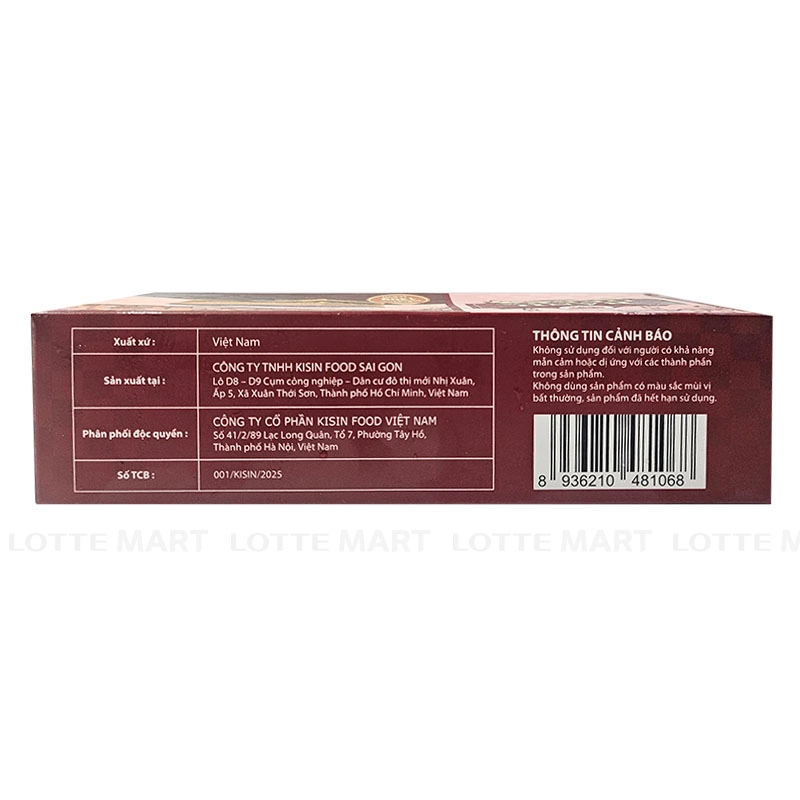 Xuất xứ :
Việt Nam
Sản xuất tại :
CÔNG TY TNHH KISIN FOOD SAI GON
Lô D8 – D9 Cụm công nghiệp – Dân cư đô thị mới Nhị Xuân,
Ấp 5, Xã Xuân Thới Sơn, Thành phố Hồ Chí Minh, Việt Nam
Phân phối độc quyền :
CÔNG TY CỔ PHẦN KISIN FOOD VIỆT NAM
Số 41/2/89 Lạc Long Quân, Tổ 7, Phường Tây Hồ,
Thành phố Hà Nội, Việt Nam
Số TCB :
001/KISIN/2025
THÔNG TIN CẢNH BÁO
Không sử dụng đối với người có khả năng
mẫn cảm hoặc dị ứng với các thành phần
trong sản phẩm.
Không dùng sản phẩm có màu sắc mùi vị
bất thường, sản phẩm đã hết hạn sử dụng.
8 936210 481068
LOTTE MART LOTTE MART LOTTE MART LOTTE MART